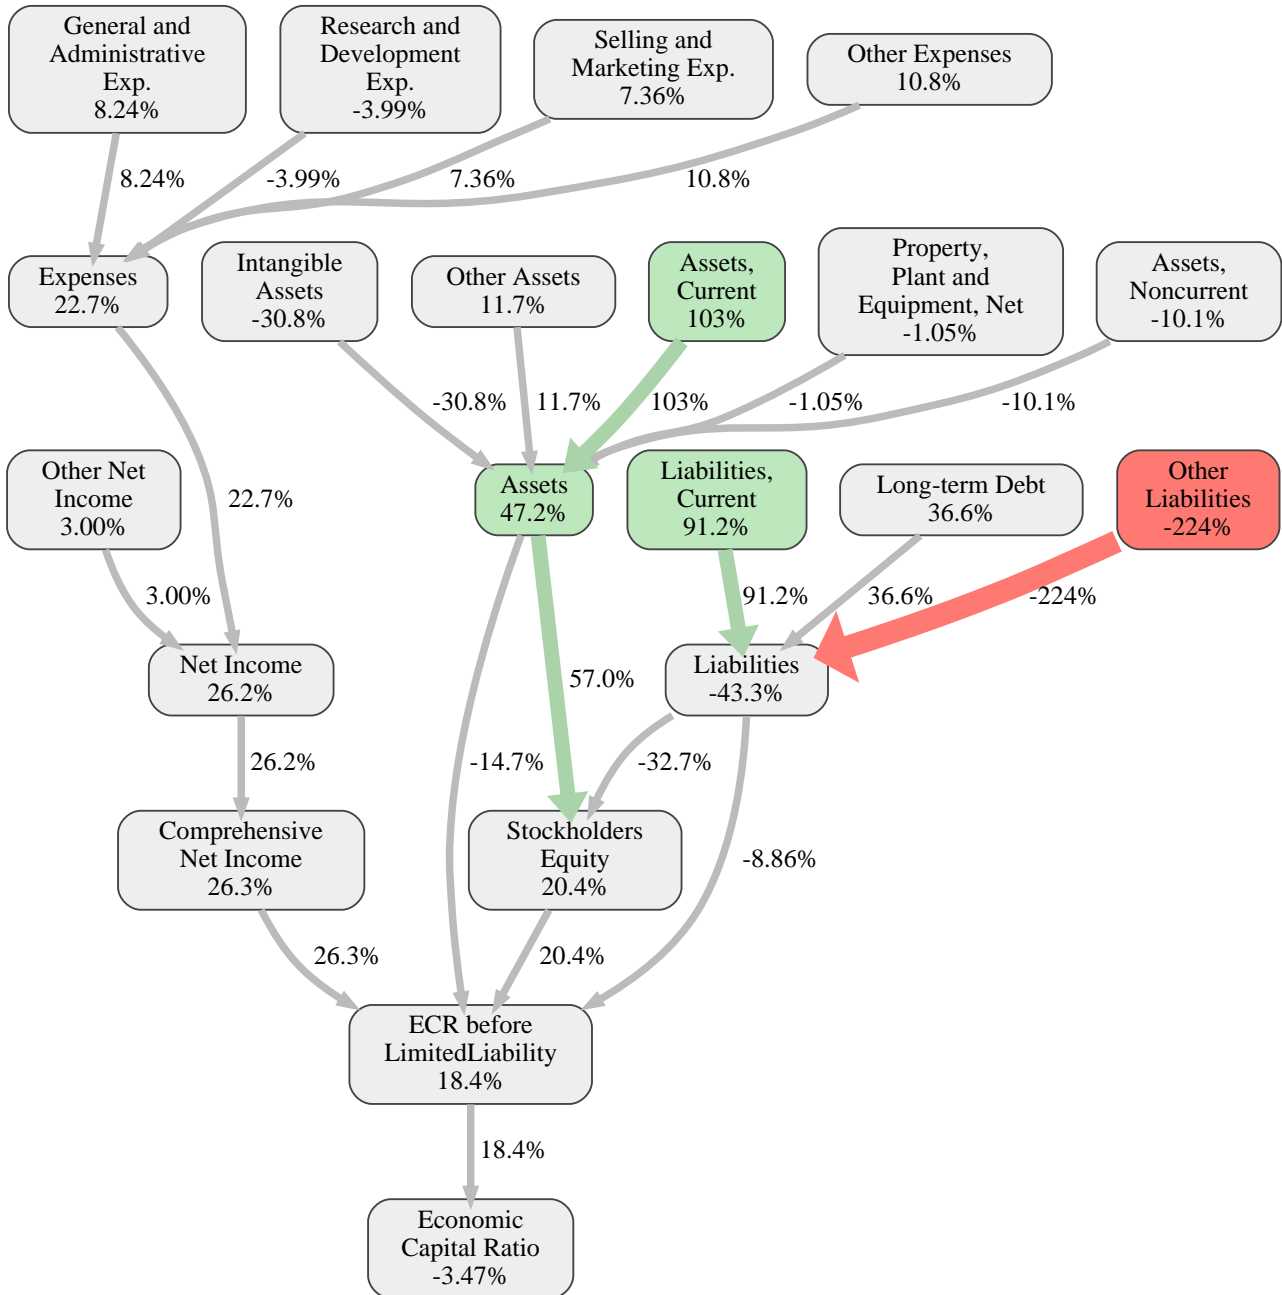 General and
Administrative
Exp.
8.24%
Research and
Development
Exp.
-3.99%
Selling and
Marketing Exp.
7.36%
Other Expenses
10.8%
8.24%
-3.99%
7.36%
10.8%
Expenses
22.7%
Intangible
Assets
-30.8%
Other Assets
11.7%
Assets,
Current
103%
Property,
Plant and
Equipment, Net
-1.05%
Assets,
Noncurrent
-10.1%
-30.8%
11.7%
103%
-1.05%
-10.1%
Other Net
Income
3.00%
22.7%
Assets
47.2%
Liabilities,
Current
91.2%
Long-term Debt
36.6%
Other
Liabilities
-224%
3.00%
91.2%
36.6%
-224%
Net Income
26.2%
57.0%
Liabilities
-43.3%
26.2%
-14.7%
-32.7%
Comprehensive
Net Income
26.3%
Stockholders
Equity
20.4%
-8.86%
26.3%
20.4%
ECR before
LimitedLiability
18.4%
18.4%
Economic
Capital Ratio
-3.47%